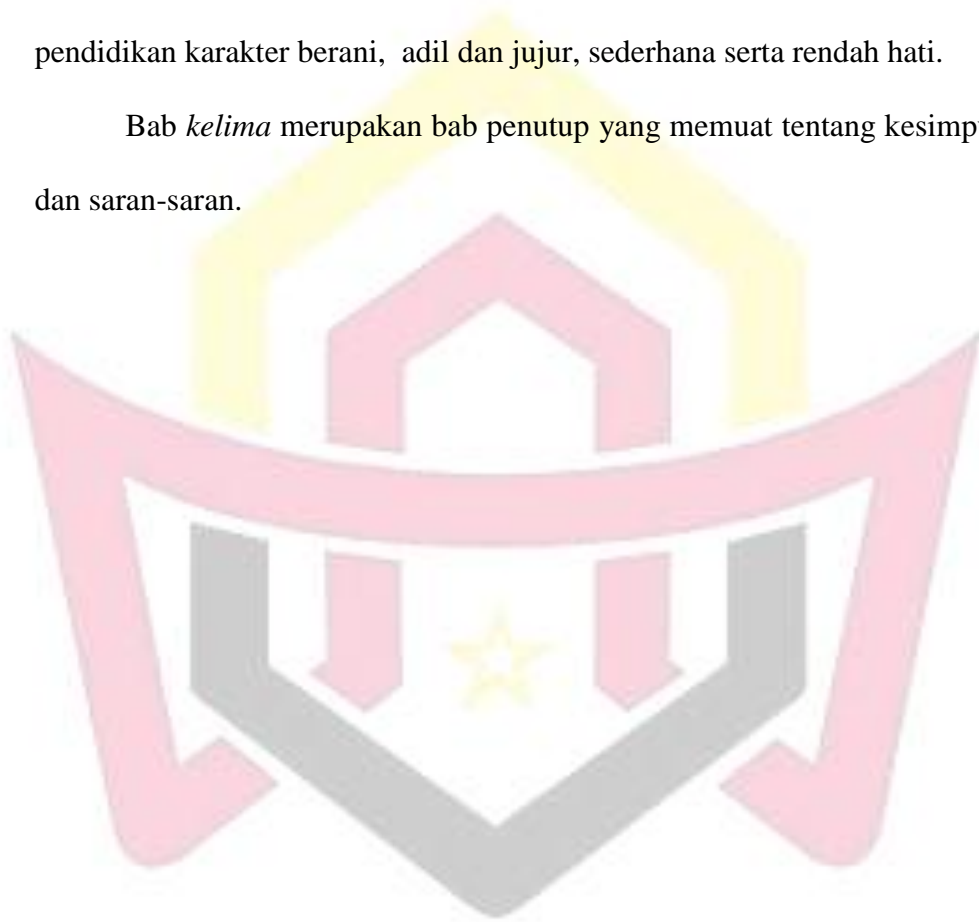 pendidikan karakter berani, adil dan jujur, sederhana serta rendah hati.
Bab kelima merupakan bab penutup yang memuat tentang
dan saran-saran.